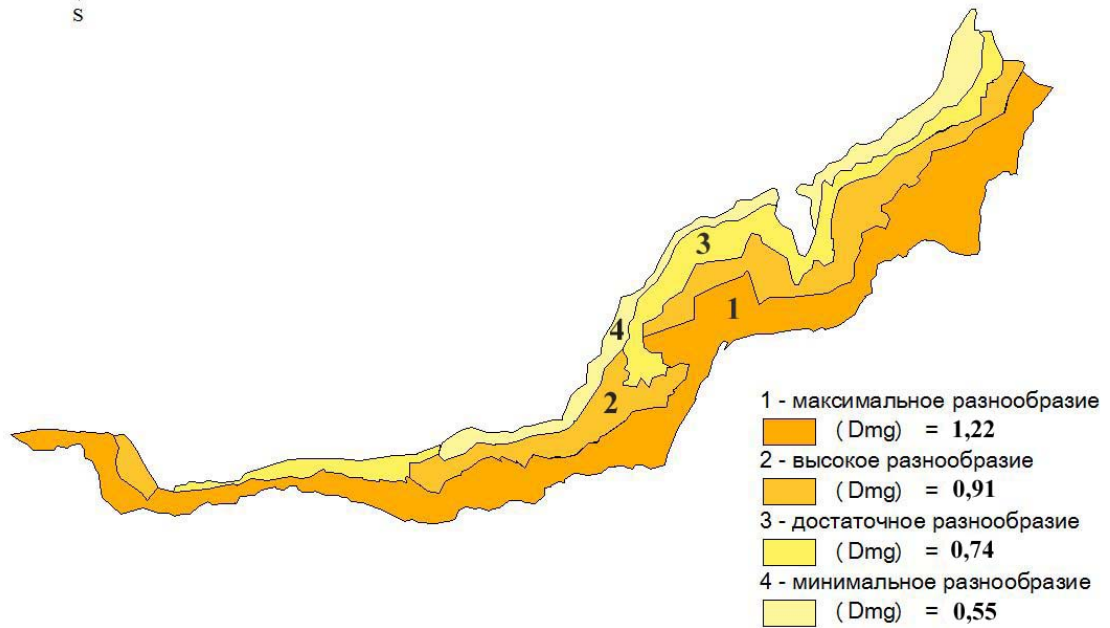 S
3
1
4
2
1 - максимальное разнообразие
(Dmg) = 1,22
2 - высокое разнообразие
(Dmg) = 0,91
3 - достаточное разнообразие
(Dmg) = 0,74
4 - минимальное разнообразие
(Dmg) = 0,55